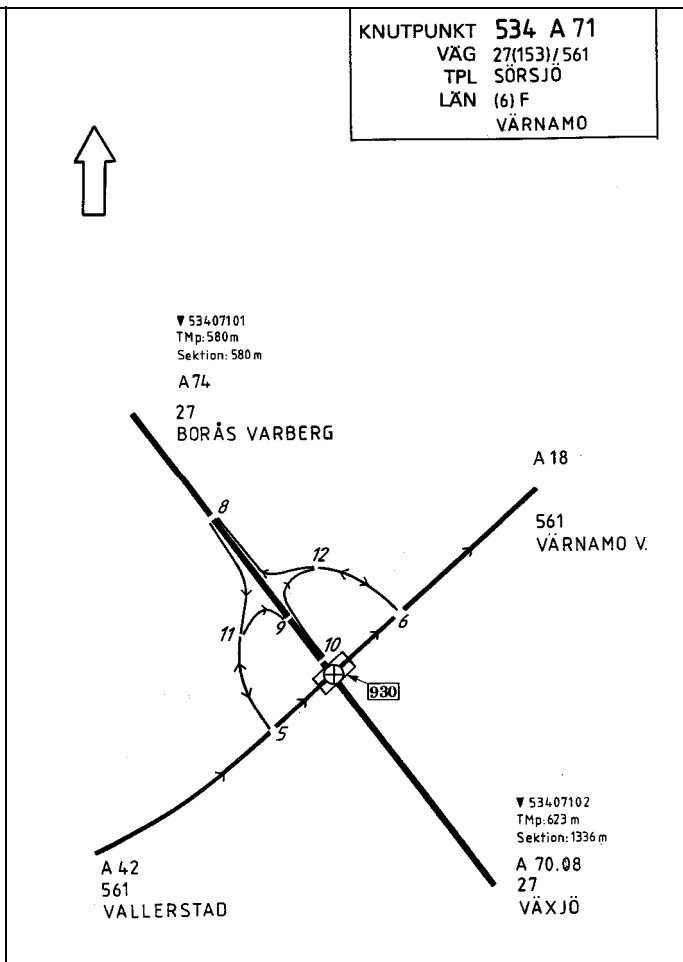 KNUTPUNKT 534 A 71
VÄG 27(153)/561
TPL SÖRSJÖ
LÄN (6) F
VÄRNAMO
▼ 53407101
TMp: 580m
Sektion: 580 m
A74
27
BORÅS VARBERG
A 18
561
VÄRNAMO V.
8
12
9
10
6
11
930
5
▼ 53407102
TMp: 623 m
Sektion: 1336 m
A 70.08
27
VÄXJÖ
A 42
561
VALLERSTAD